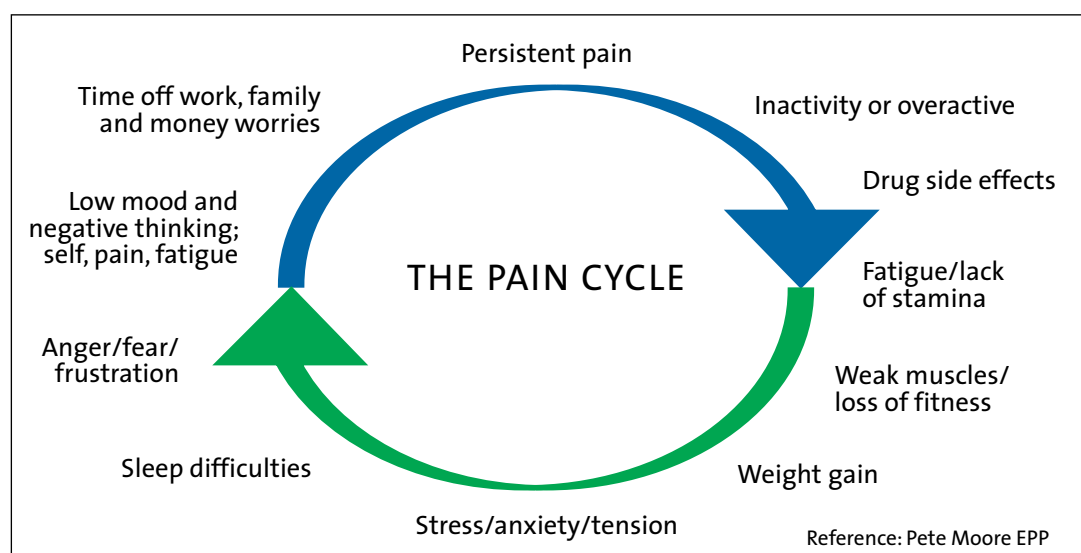 Persistent pain
Inactivity or overactive
Drug side effects
Fatigue/lack
of stamina
Weak muscles/
loss of fitness
Weight gain
Stress/anxiety/tension
Sleep difficulties
Anger/fear/
frustration
Low mood and
negative thinking;
self, pain, fatigue
Time off work, family
and money worries
THE PAIN CYCLE
Reference: Pete Moore EPP